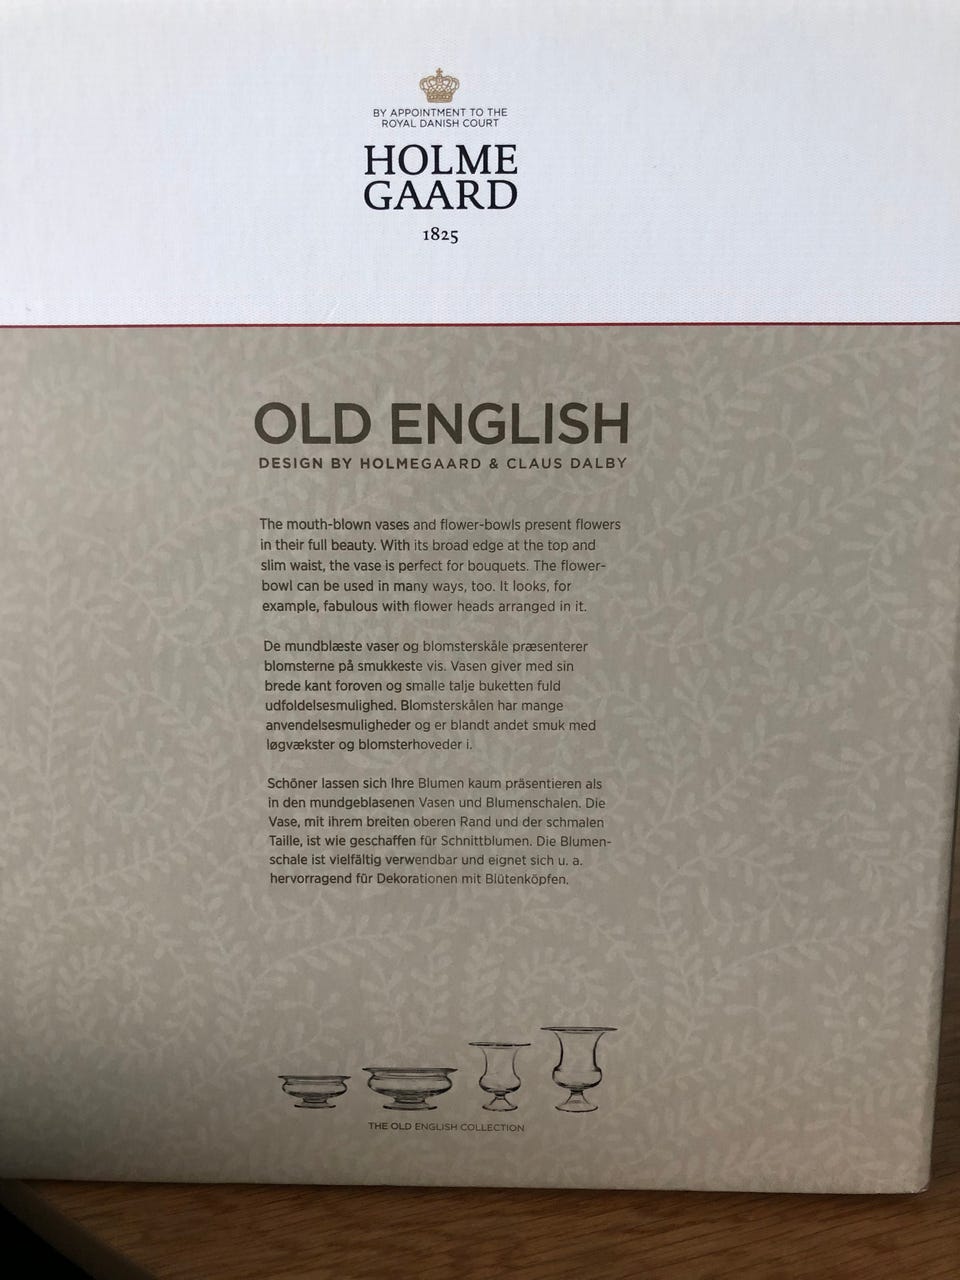 BY APPOINTMENT TO THE
ROYAL DANISH COURT
HOLME
GAARD
1825
OLD ENGLISH
DESIGN BY HOLMEGAARD & CLAUS DALBY
The mouth-blown vases and flower-bowls present flowers
in their full beauty. With its broad edge at the top and
slim waist, the vase is perfect for bouquets. The flower-
bowl can be used in many ways, too. It looks, for
example, fabulous with flower heads arranged in it.
De mundblæste vaser og blomsterskåle præsenterer
blomsterne på smukkeste vis. Vasen giver med sin
brede kant foroven og smalle talje buketten fuld
udfoldelsesmulighed. Blomsterskålen har mange
anvendelsesmuligheder og er blandt andet smuk med
løgvækster og blomsterhoveder i.
Schöner lassen sich Ihre Blumen kaum präsentieren als
in den mundgeblasenen Vasen und Blumenschalen. Die
Vase, mit ihrem breiten oberen Rand und der schmalen
Taille, ist wie geschaffen für Schnittblumen. Die Blumen-
schale ist vielfältig verwendbar und eignet sich u. a.
hervorragend für Dekorationen mit Blütenköpfen.
THE OLD ENGLISH COLLECTION